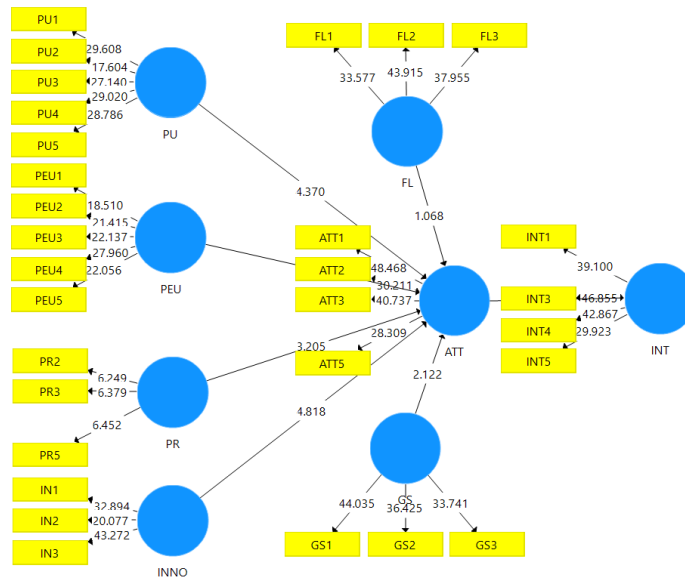 PU1
PU2
PU3
PU4
PU5
29.608
17.604
27.140
29.020
28.786
PU
FL1
FL2
FL3
33.577
43.915
37.955
FL
PEU1
PEU2
PEU3
PEU4
PEU5
18.510
21.415
22.137
27.960
22.056
PEU
4.370
1.068
ATT1
ATT2
ATT3
ATT5
48.468
30.211
40.737
28.309
ATT
INT1
INT3
INT4
INT5
39.100
46.855
42.867
29.923
INT
PR2
PR3
PR5
6.249
6.379
6.452
PR
3.205
4.818
2.122
IN1
IN2
IN3
32.894
20.077
43.272
INNO
GS
44.035
36.425
33.741
GS1
GS2
GS3